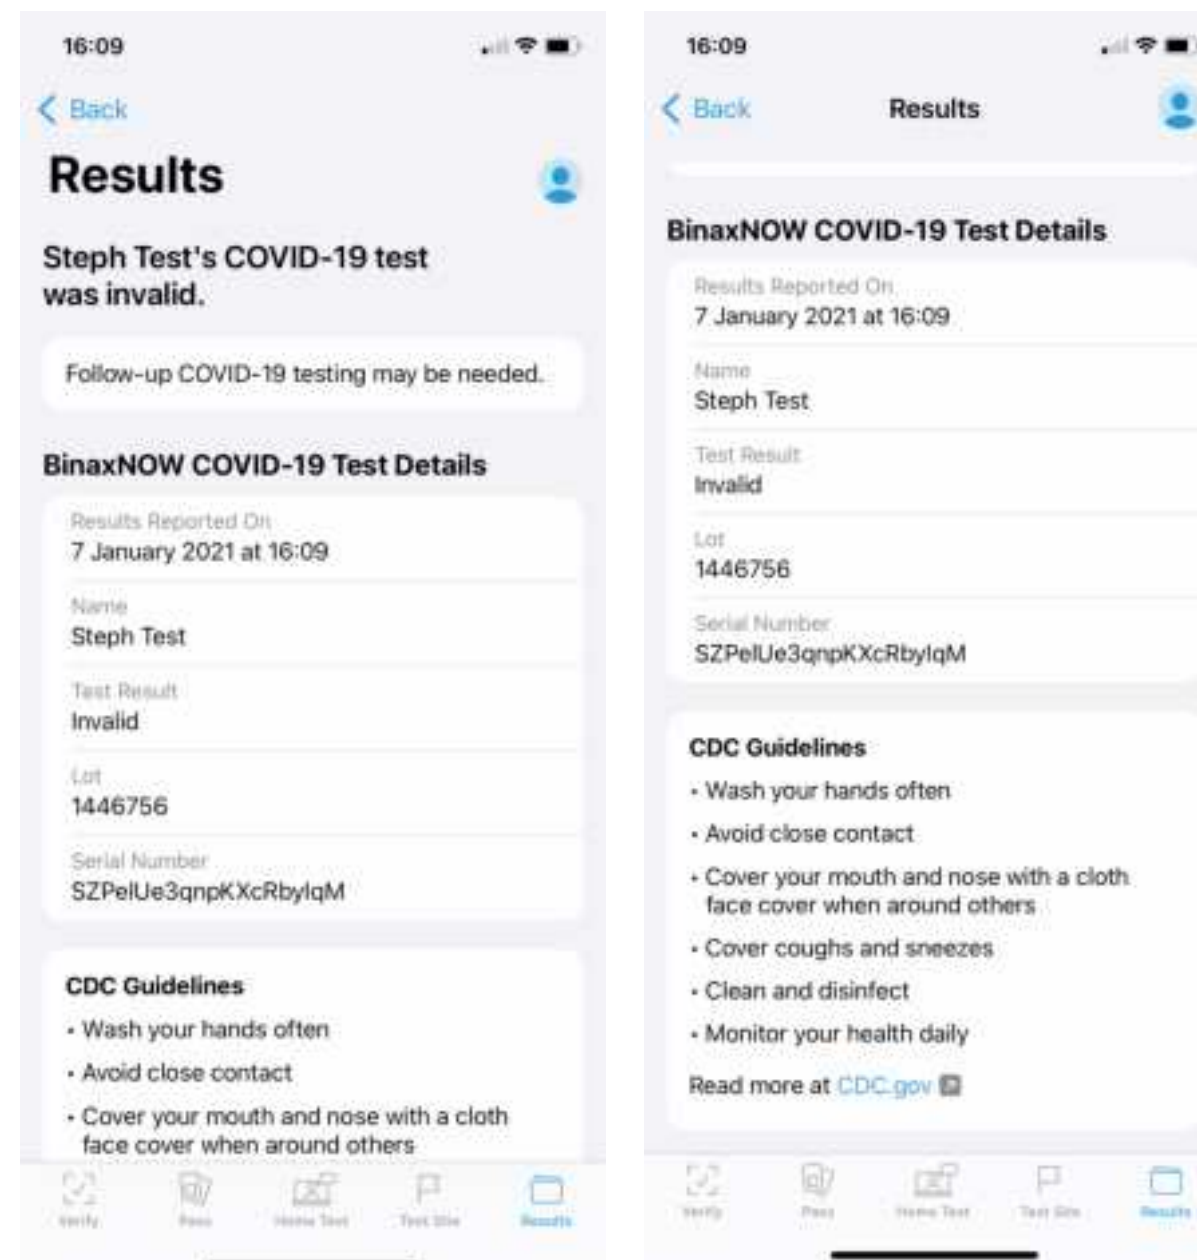 16:09
Back
Results
Steph Test's COVID-19 test
was invalid.
Follow-up COVID-19 testing may be needed.
BinaxNOW COVID-19 Test Details
Results Reported On
7 January 2021 at 16:09
Name
Steph Test
Test Result
Invalid
Lot
1446756
Serial Number
SZPelUe3qnpKXcRbylqM
CDC Guidelines
• Wash your hands often
• Avoid close contact
• Cover your mouth and nose with a cloth
face cover when around others
Verify
Pass
Home Test
Test Site
Results
16:09
Back
Results
BinaxNOW COVID-19 Test Details
Results Reported On
7 January 2021 at 16:09
Name
Steph Test
Test Result
Invalid
Lot
1446756
Serial Number
SZPelUe3qnpKXcRbylqM
CDC Guidelines
• Wash your hands often
• Avoid close contact
• Cover your mouth and nose with a cloth
face cover when around others
• Cover coughs and sneezes
• Clean and disinfect
• Monitor your health daily
Read more at CDC.gov
Verify
Pass
Home Test
Test Site
Results